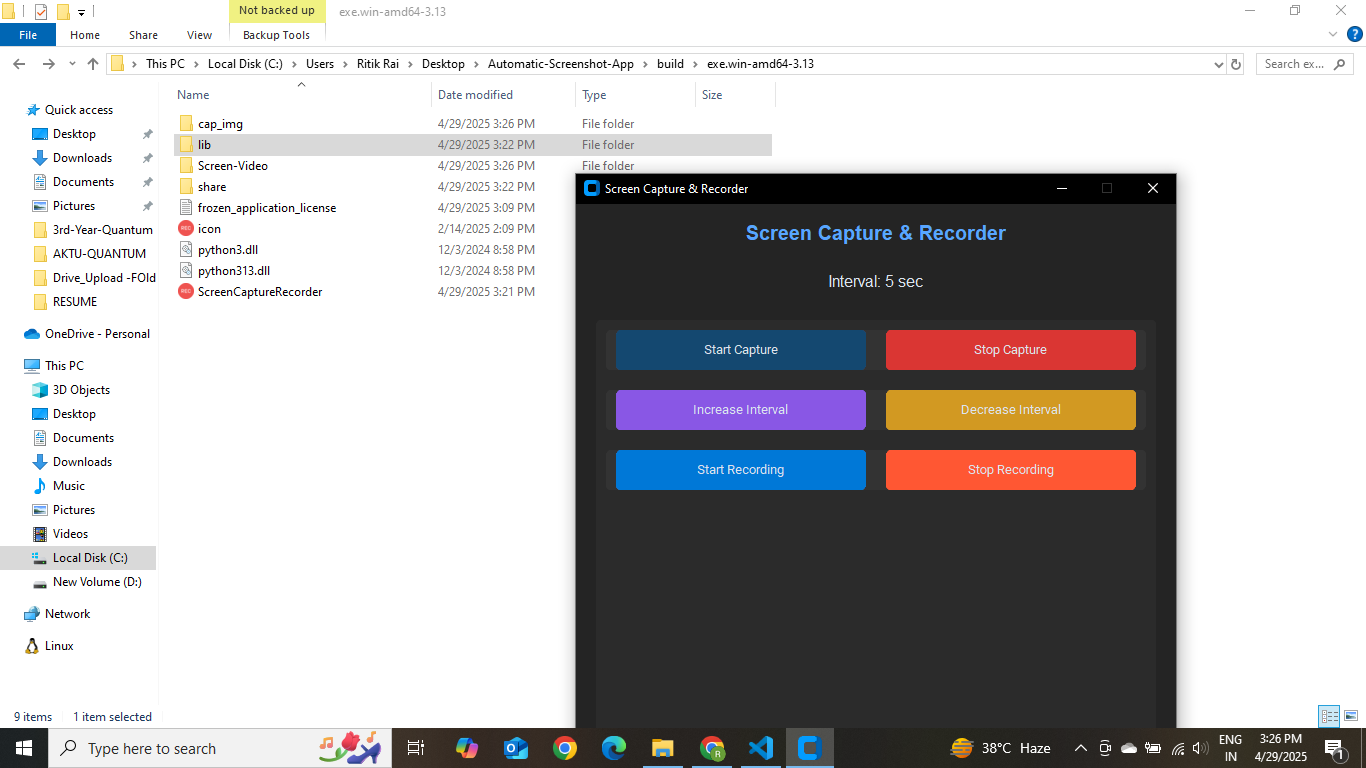 Not backed up
exe.win-amd64-3.13
File
Home
Share
View
Backup Tools
This PC
Local Disk (C:)
Users
Ritik Rai
Desktop
Automatic-Screenshot-App
build
exe.win-amd64-3.13
Search ex...
Name
Date modified
Type
Size
Quick access
Desktop
Downloads
Documents
Pictures
3rd-Year-Quantum
AKTU-QUANTUM
Drive_Upload -FOld
RESUME
OneDrive - Personal
This PC
3D Objects
Desktop
Documents
Downloads
Music
Pictures
Videos
Local Disk (C:)
New Volume (D:)
Network
Linux
cap_img 4/29/2025 3:26 PM File folder
lib 4/29/2025 3:22 PM File folder
Screen-Video 4/29/2025 3:26 PM File folder
share 4/29/2025 3:22 PM
frozen_application_license 4/29/2025 3:09 PM
icon 2/14/2025 2:09 PM
python3.dll 12/3/2024 8:58 PM
python313.dll 12/3/2024 8:58 PM
ScreenCaptureRecorder 4/29/2025 3:21 PM
Screen Capture & Recorder
Screen Capture & Recorder
Interval: 5 sec
Start Capture
Stop Capture
Increase Interval
Decrease Interval
Start Recording
Stop Recording
9 items
1 item selected
Type here to search
38°C Haze
ENG
IN
3:26 PM
4/29/2025
1